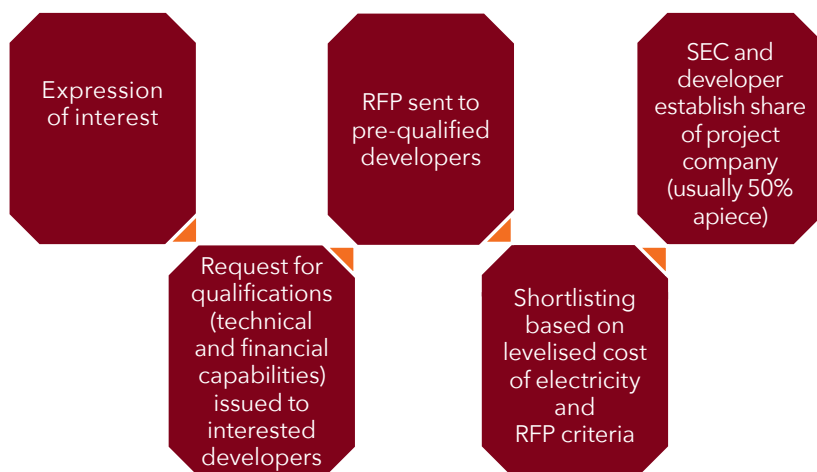 Expression
of interest
Request for
qualifications
(technical
and financial
capabilities)
issued to
interested
developers
RFP sent to
pre-qualified
developers
Shortlisting
based on
levelised cost
of electricity
and
RFP criteria
SEC and
developer
establish share
of project
company
(usually 50%
apiece)